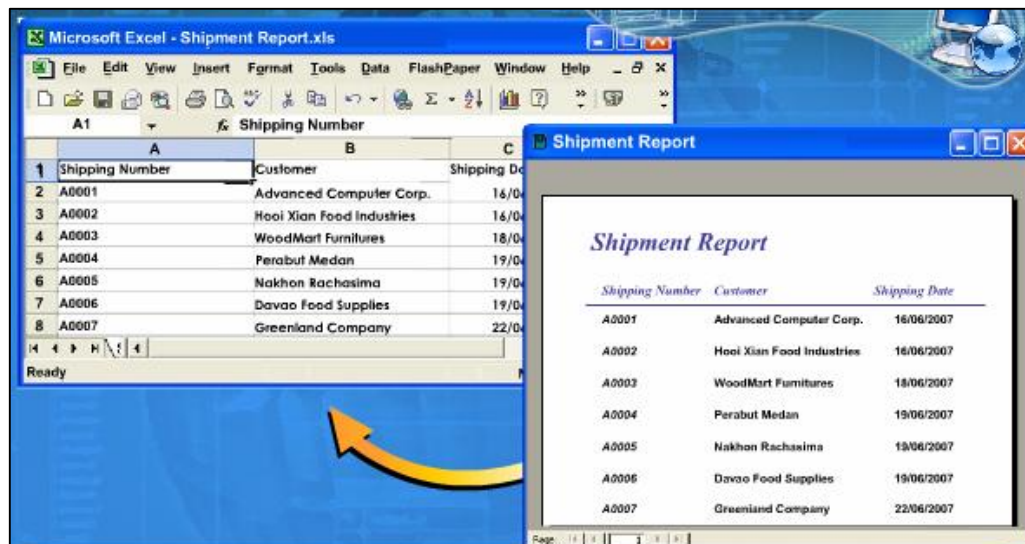 Microsoft Excel - Shipment Report.xls
File Edit View Insert Format Tools Data FlashPaper Window Help
A1 fx Shipping Number
A B C
1 Shipping Number Customer Shipping Da
2 A0001 Advanced Computer Corp. 16/0
3 A0002 Hooi Xian Food Industries 16/0
4 A0003 WoodMart Furnitures 18/0
5 A0004 Perabut Medan 19/0
6 A0005 Nakhon Rachasima 19/0
7 A0006 Davao Food Supplies 19/0
8 A0007 Greenland Company 22/0
Ready
Shipment Report
Shipment Report
Shipping Number Customer Shipping Date
A0001 Advanced Computer Corp. 16/06/2007
A0002 Hooi Xian Food Industries 16/06/2007
A0003 WoodMart Furnitures 18/06/2007
A0004 Perabut Medan 19/06/2007
A0005 Nakhon Rachasima 19/06/2007
A0006 Davao Food Supplies 19/06/2007
A0007 Greenland Company 22/06/2007
Page: 1